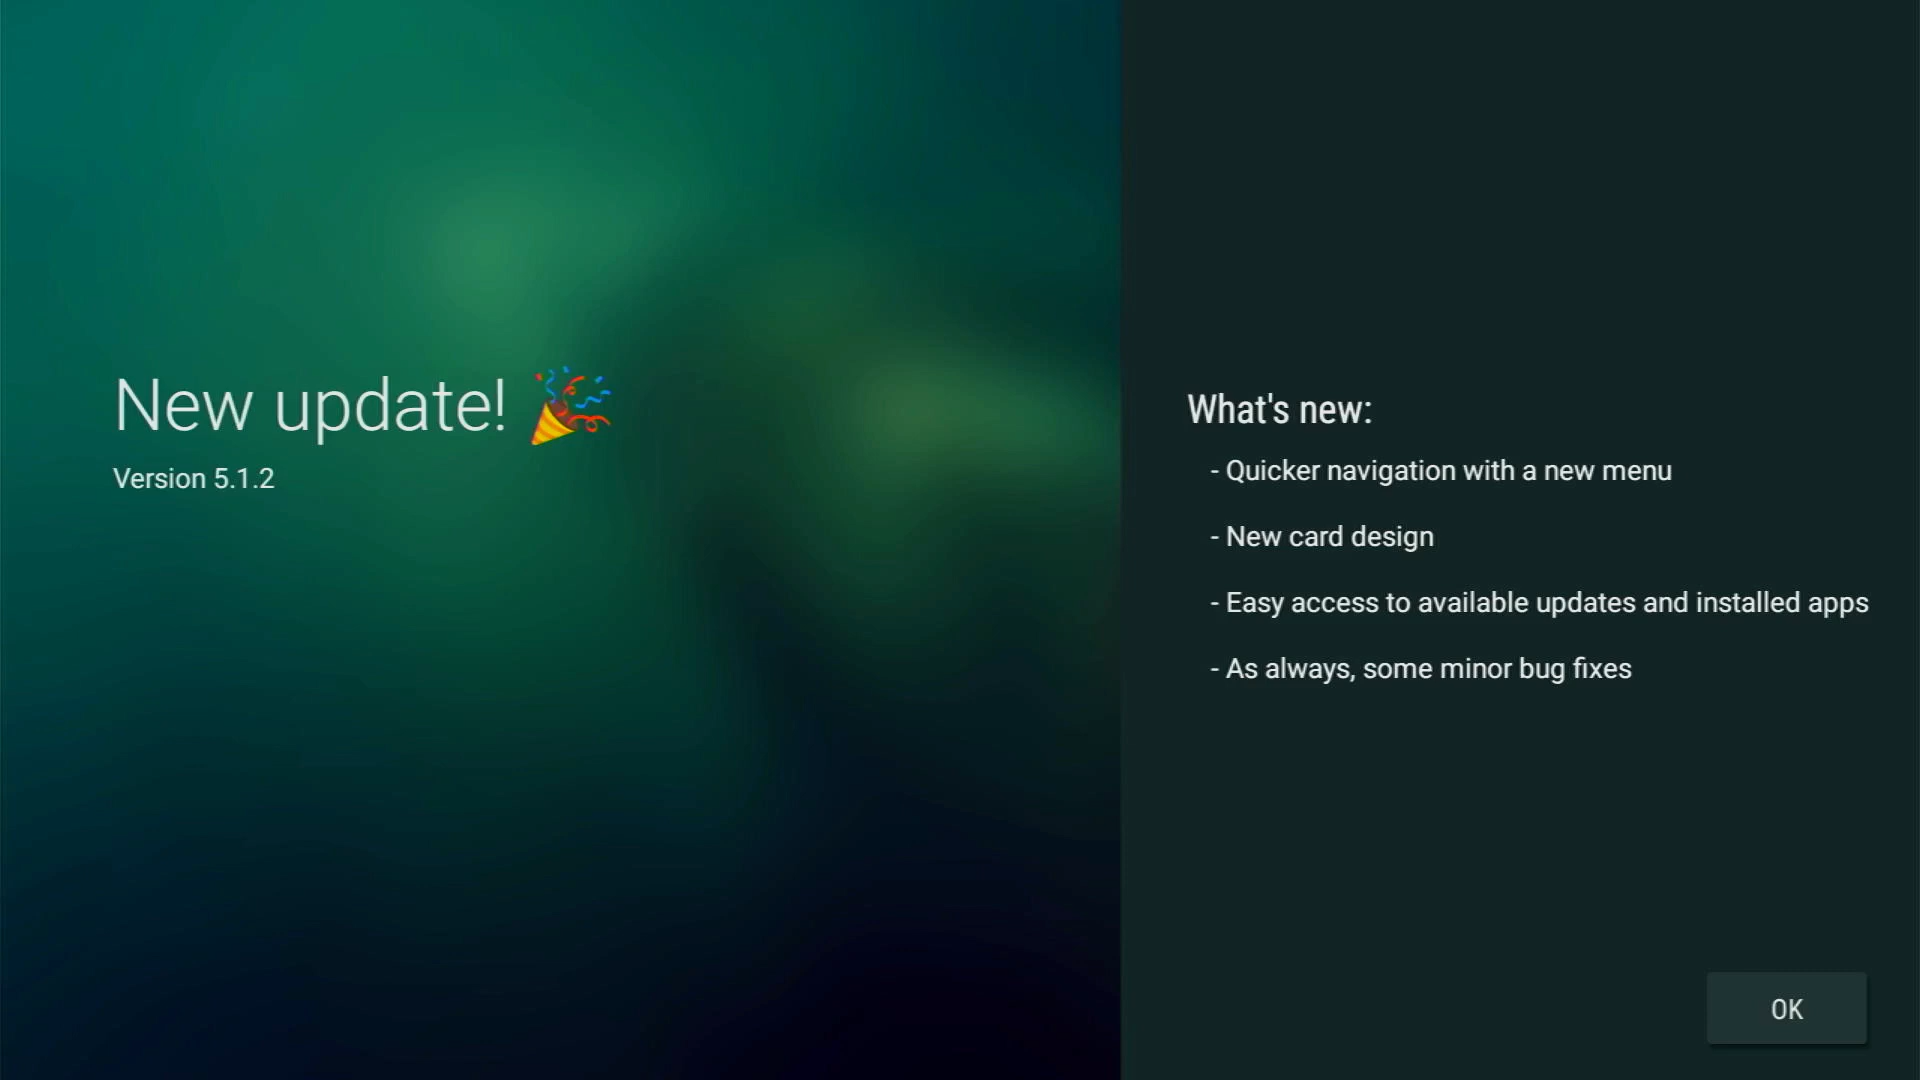 New update! 🎉
Version 5.1.2
What's new:
- Quicker navigation with a new menu
- New card design
- Easy access to available updates and installed apps
- As always, some minor bug fixes
OK